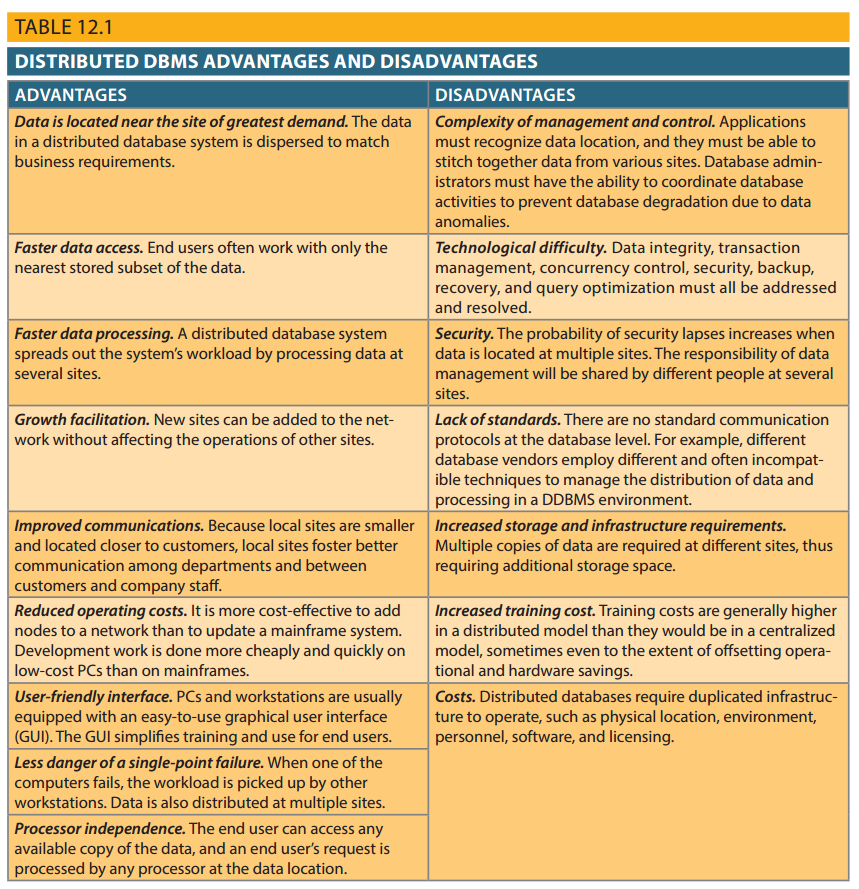 TABLE 12.1
DISTRIBUTED DBMS ADVANTAGES AND DISADVANTAGES
ADVANTAGES
DISADVANTAGES
Data is located near the site of greatest demand. The data
in a distributed database system is dispersed to match
business requirements.
Complexity of management and control. Applications
must recognize data location, and they must be able to
stitch together data from various sites. Database admin-
istrators must have the ability to coordinate database
activities to prevent database degradation due to data
anomalies.
Faster data access. End users often work with only the
nearest stored subset of the data.
Technological difficulty. Data integrity, transaction
management, concurrency control, security, backup,
recovery, and query optimization must all be addressed
and resolved.
Faster data processing. A distributed database system
spreads out the system's workload by processing data at
several sites.
Security. The probability of security lapses increases when
data is located at multiple sites. The responsibility of data
management will be shared by different people at several
sites.
Growth facilitation. New sites can be added to the net-
work without affecting the operations of other sites.
Lack of standards. There are no standard communication
protocols at the database level. For example, different
database vendors employ different and often incompat-
ible techniques to manage the distribution of data and
processing in a DDBMS environment.
Improved communications. Because local sites are smaller
and located closer to customers, local sites foster better
communication among departments and between
customers and company staff.
Increased storage and infrastructure requirements.
Multiple copies of data are required at different sites, thus
requiring additional storage space.
Reduced operating costs. It is more cost-effective to add
nodes to a network than to update a mainframe system.
Development work is done more cheaply and quickly on
low-cost PCs than on mainframes.
Increased training cost. Training costs are generally higher
in a distributed model than they would be in a centralized
model, sometimes even to the extent of offsetting opera-
tional and hardware savings.
User-friendly interface. PCs and workstations are usually
equipped with an easy-to-use graphical user interface
(GUI). The GUI simplifies training and use for end users.
Costs. Distributed databases require duplicated infrastruc-
ture to operate, such as physical location, environment,
personnel, software, and licensing.
Less danger of a single-point failure. When one of the
computers fails, the workload is picked up by other
workstations. Data is also distributed at multiple sites.
Processor independence. The end user can access any
available copy of the data, and an end user's request is
processed by any processor at the data location.